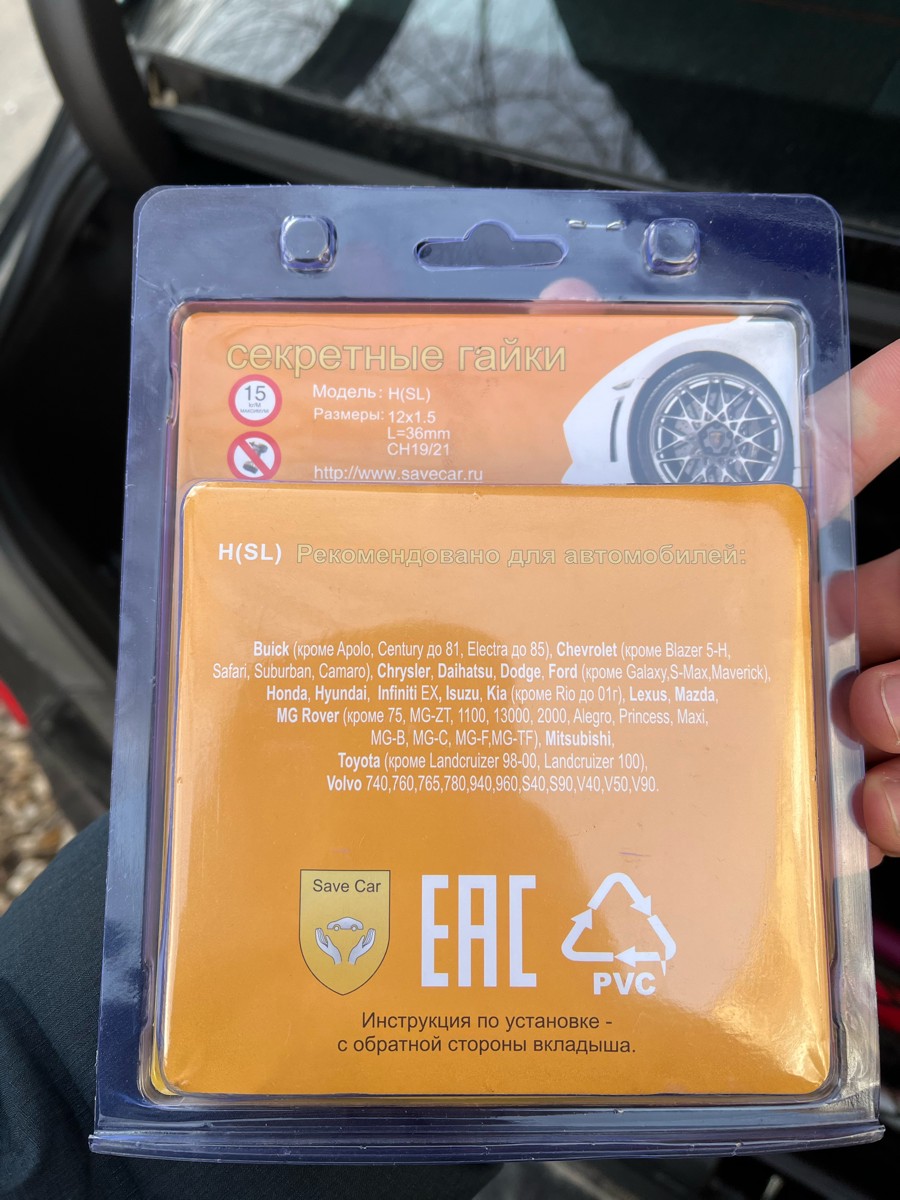 секретные гайки
15
км/ч
максимум
Модель: H(SL)
Размеры: 12x1.5
L=36mm
CH19/21
http://www.savecar.ru
H(SL) Рекомендовано для автомобилей:
Buick (кроме Apolo, Century до 81, Electra до 85), Chevrolet (кроме Blazer 5-H,
Safari, Suburban, Camaro), Chrysler, Daihatsu, Dodge, Ford (кроме Galaxy,S-Max,Maverick),
Honda, Hyundai, Infiniti EX, Isuzu, Kia (кроме Rio до 01г), Lexus, Mazda,
MG Rover (кроме 75, MG-ZT, 1100, 13000, 2000, Alegro, Princess, Maxi,
MG-B, MG-C, MG-F,MG-TF), Mitsubishi,
Toyota (кроме Landcruizer 98-00, Landcruizer 100),
Volvo 740,760,765,780,940,960,S40,S90,V40,V50,V90.
Save Car
EAC
PVC
Инструкция по установке -
с обратной стороны вкладыша.